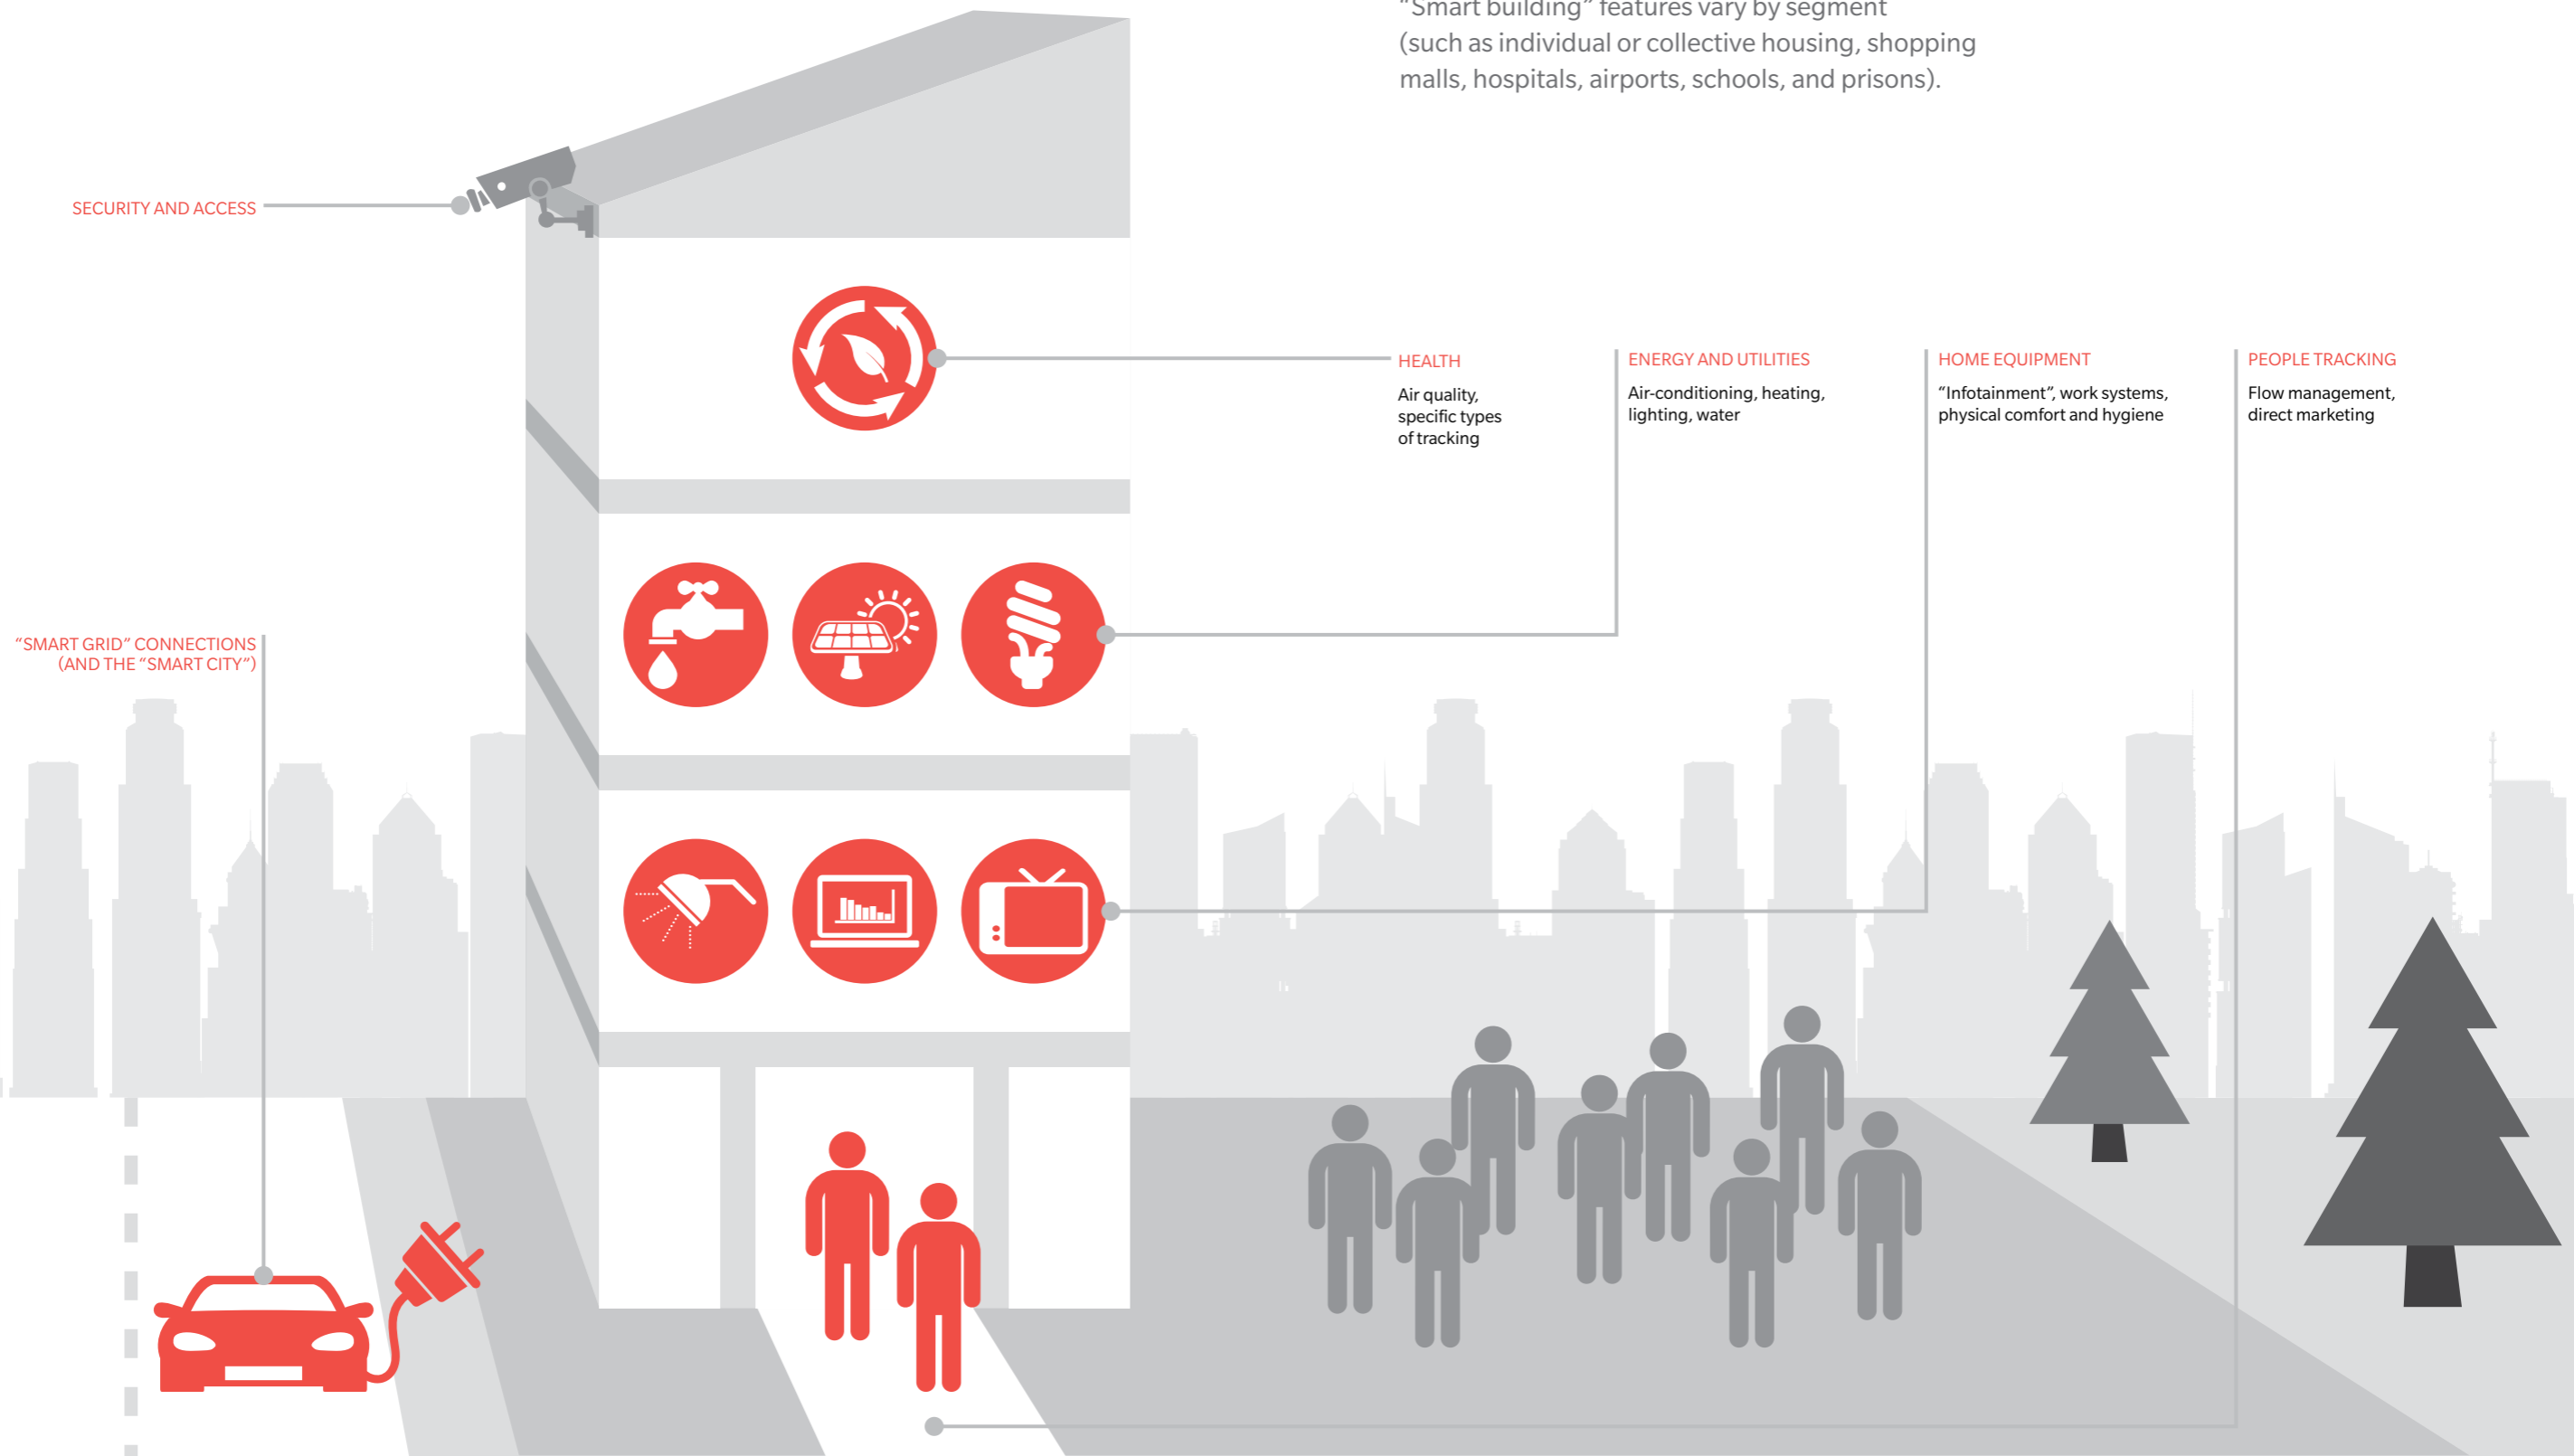 “Smart building” features vary by segment
(such as individual or collective housing, shopping
malls, hospitals, airports, schools, and prisons).
SECURITY AND ACCESS
HEALTH
Air quality,
specific types
of tracking
ENERGY AND UTILITIES
Air-conditioning, heating,
lighting, water
HOME EQUIPMENT
“Infotainment”, work systems,
physical comfort and hygiene
PEOPLE TRACKING
Flow management,
direct marketing
“SMART GRID” CONNECTIONS
(AND THE “SMART CITY”)